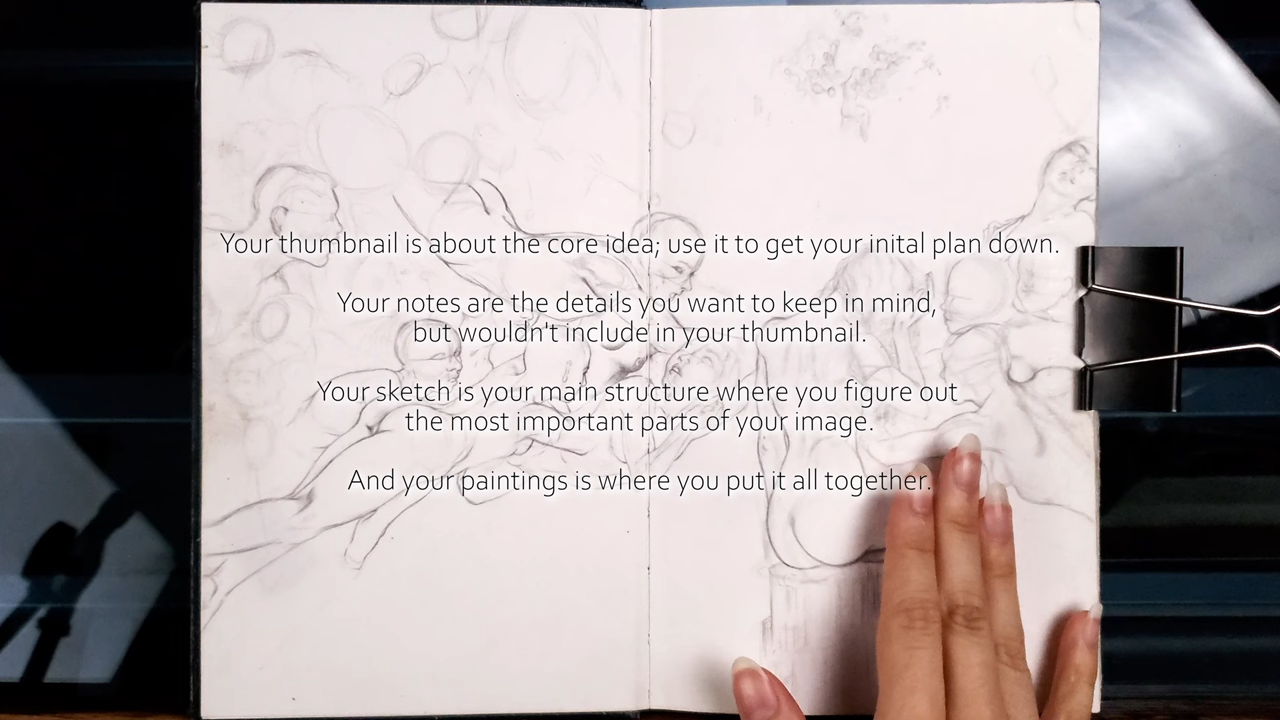 Your thumbnail is about the core idea; use it to get your inital plan down.
Your notes are the details you want to keep in mind,
but wouldn't include in your thumbnail.
Your sketch is your main structure where you figure out
the most important parts of your image.
And your paintings is where you put it all together.